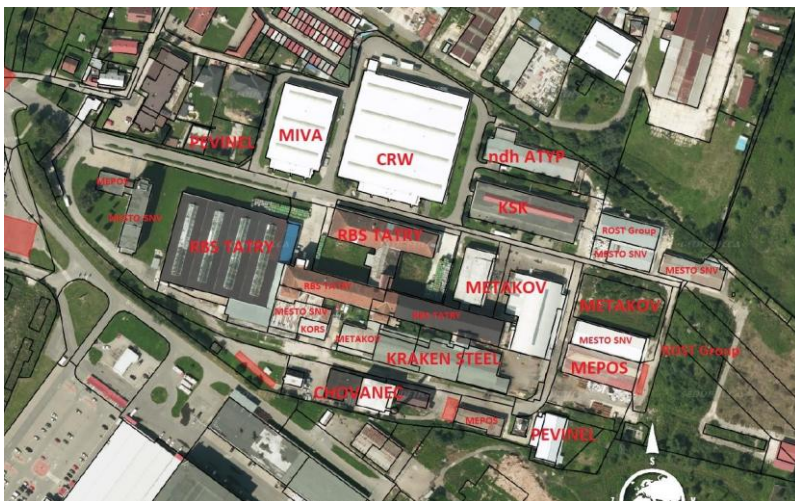 PEVINEL
MIVA
CRW
ndh ATYP
MEPOS
MESTO SNV
RBS TATRY
RBS TATRY
KSK
ROST Group
MESTO SNV
MESTO SNV
RBS TATRY
METAKOV
METAKOV
MESTO SNV
KORS
METAKOV
RBS TATRY
KRAKEN STEEL
MESTO SNV
ROST Group
MEPOS
CHOVANEC
MEPOS
PEVINEL
S